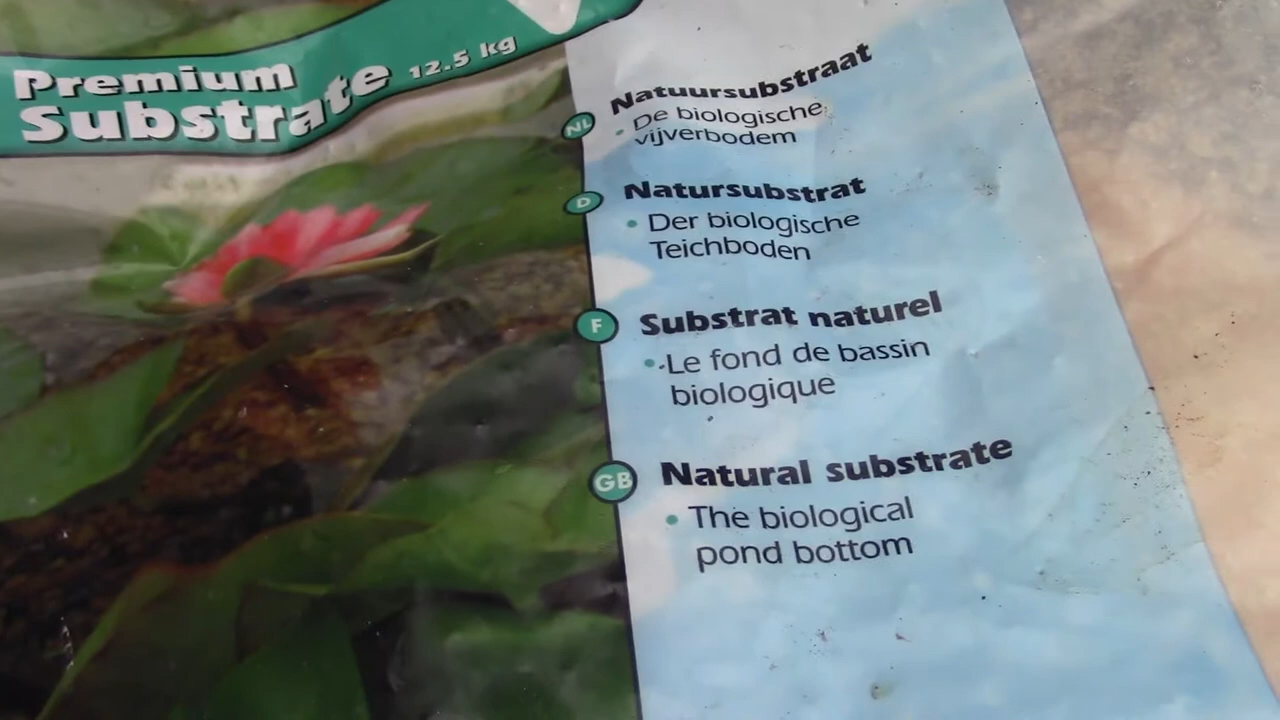 Premium
Substrate 12.5 kg
NL Natuursubstraat
• De biologische
vijverbodem
D Natursubstrat
• Der biologische
Teichboden
F Substrat naturel
• Le fond de bassin
biologique
GB Natural substrate
• The biological
pond bottom